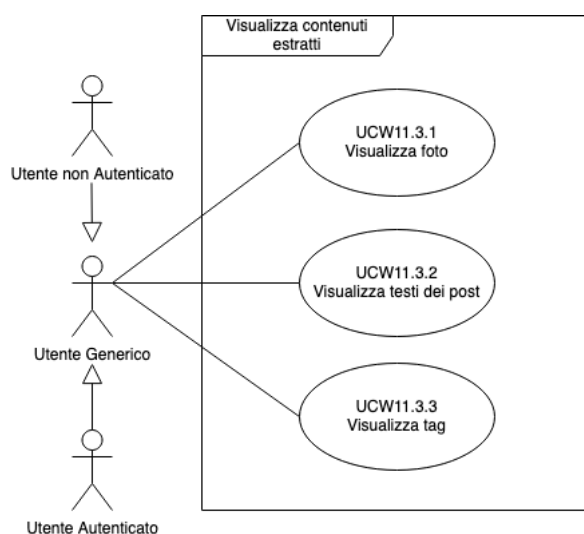 Visualizza contenuti
estratti
Utente non Autenticato
UCW11.3.1
Visualizza foto
UCW11.3.2
Visualizza testi dei post
Utente Generico
UCW11.3.3
Visualizza tag
Utente Autenticato